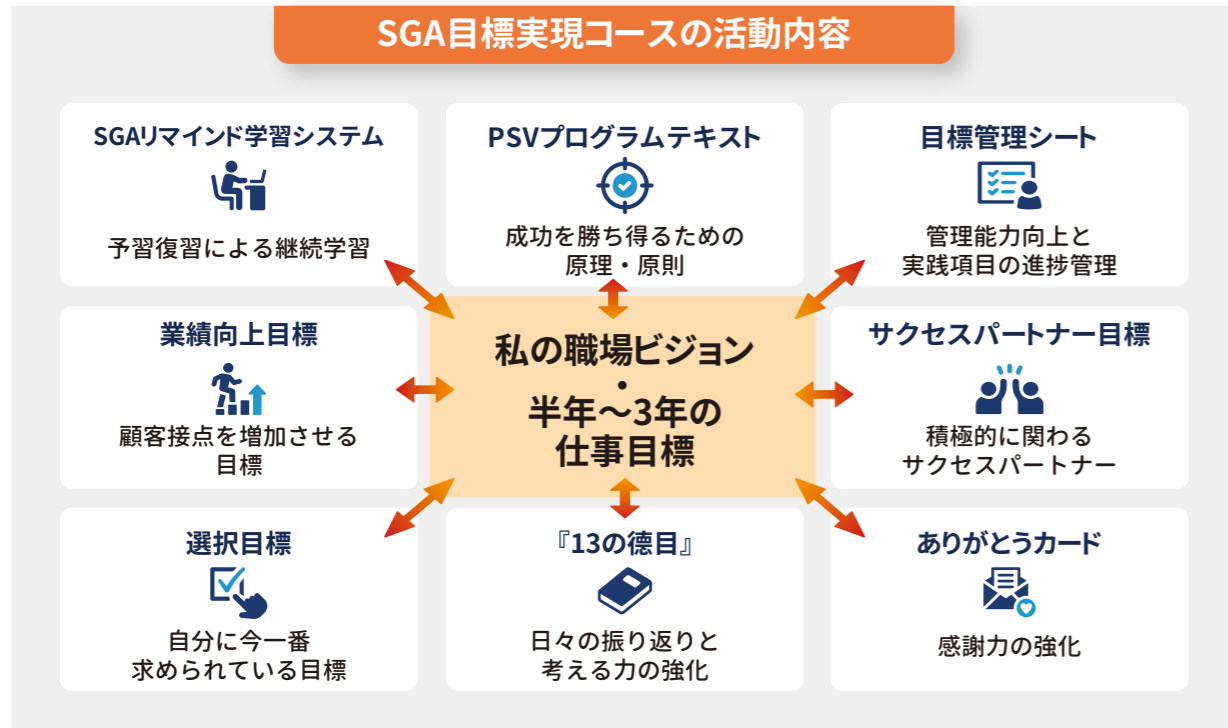 SGA目標実現コースの活動内容
SGAリマインド学習システム
予習復習による継続学習
PSVプログラムテキスト
成功を勝ち得るための
原理・原則
目標管理シート
管理能力向上と
実践項目の進捗管理
業績向上目標
顧客接点を増加させる
目標
私の職場ビジョン
・
半年〜3年の
仕事目標
サクセスパートナー目標
積極的に関わる
サクセスパートナー
選択目標
自分に今一番
求められている目標
『13の徳目』
日々の振り返りと
考える力の強化
ありがとうカード
感謝力の強化